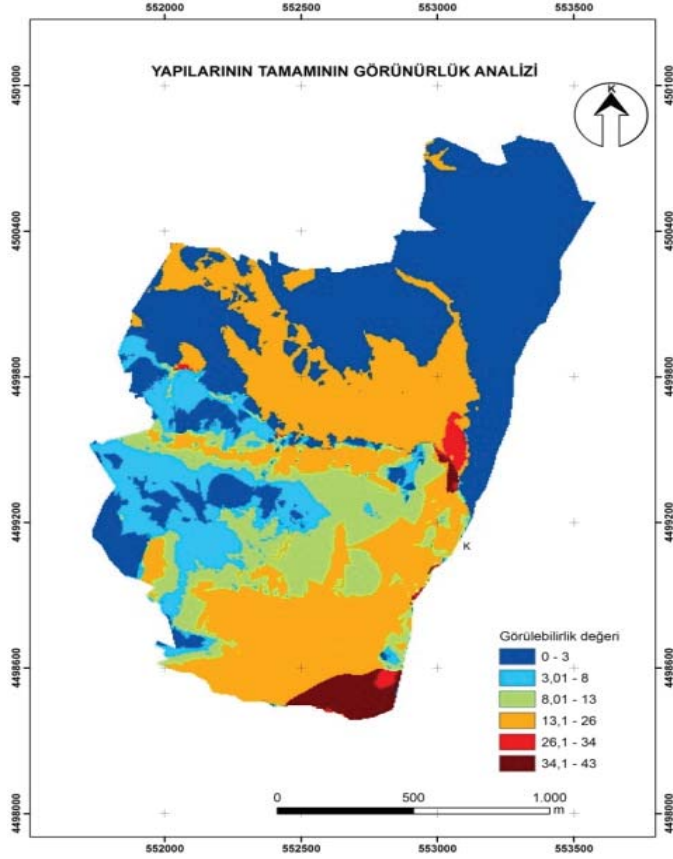 552000 552500 553000 553500
YAPILARININ TAMAMININ GÖRÜNÜRLÜK ANALİZİ
K
4501000 4501000
4500400 4500400
4499800 4499800
4499200 4499200
K
4498600 4498600
4498000 4498000
Görülebilirlik değeri
0 - 3
3,01 - 8
8,01 - 13
13,1 - 26
26,1 - 34
34,1 - 43
0 500 1.000
m
552000 552500 553000 553500